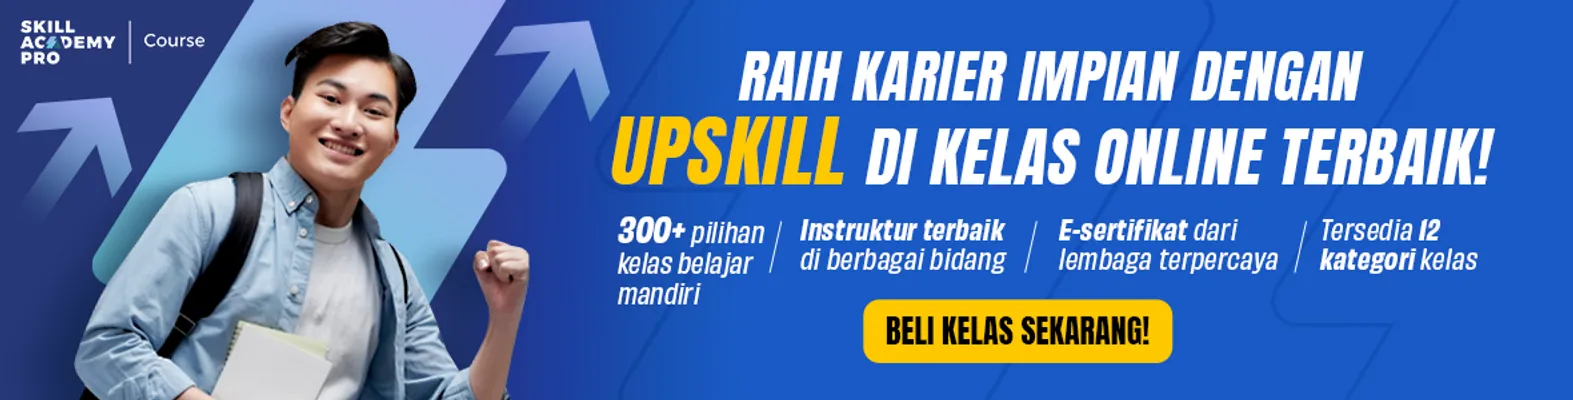 SKILL
ACADEMY
PRO
Course
RAIH KARIER IMPIAN DENGAN
UPSKILL DI KELAS ONLINE TERBAIK!
300+ pilihan
kelas belajar
mandiri
Instruktur terbaik
di berbagai bidang
E-sertifikat dari
lembaga terpercaya
Tersedia 12
kategori kelas
BELI KELAS SEKARANG!